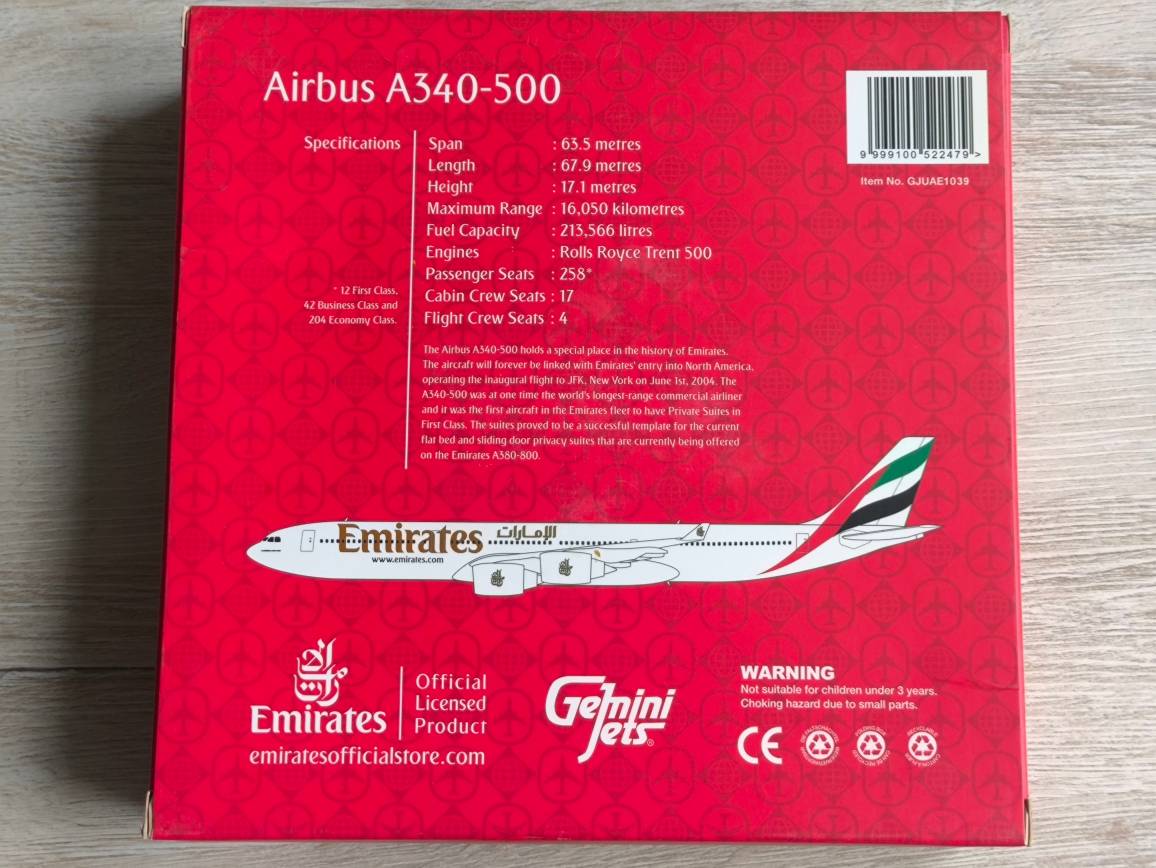 Airbus A340-500
9 999100 522479 >
Item No. GJUAE1039
Specifications
Span : 63.5 metres
Length : 67.9 metres
Height : 17.1 metres
Maximum Range : 16,050 kilometres
Fuel Capacity : 213,566 litres
Engines : Rolls Royce Trent 500
Passenger Seats : 258*
Cabin Crew Seats : 17
Flight Crew Seats : 4
* 12 First Class,
42 Business Class and
204 Economy Class.
The Airbus A340-500 holds a special place in the history of Emirates.
The aircraft will forever be linked with Emirates' entry into North America,
operating the inaugural flight to JFK, New York on June 1st, 2004. The
A340-500 was at one time the world's longest-range commercial airliner
and it was the first aircraft in the Emirates fleet to have Private Suites in
First Class. The suites proved to be a successful template for the current
flat bed and sliding door privacy suites that are currently being offered
on the Emirates A380-800.
Emirates الإمارات
www.emirates.com
Emirates
emiratesofficialstore.com
Official
Licensed
Product
Gemini
Jets®
WARNING
Not suitable for children under 3 years.
Choking hazard due to small parts.
CE